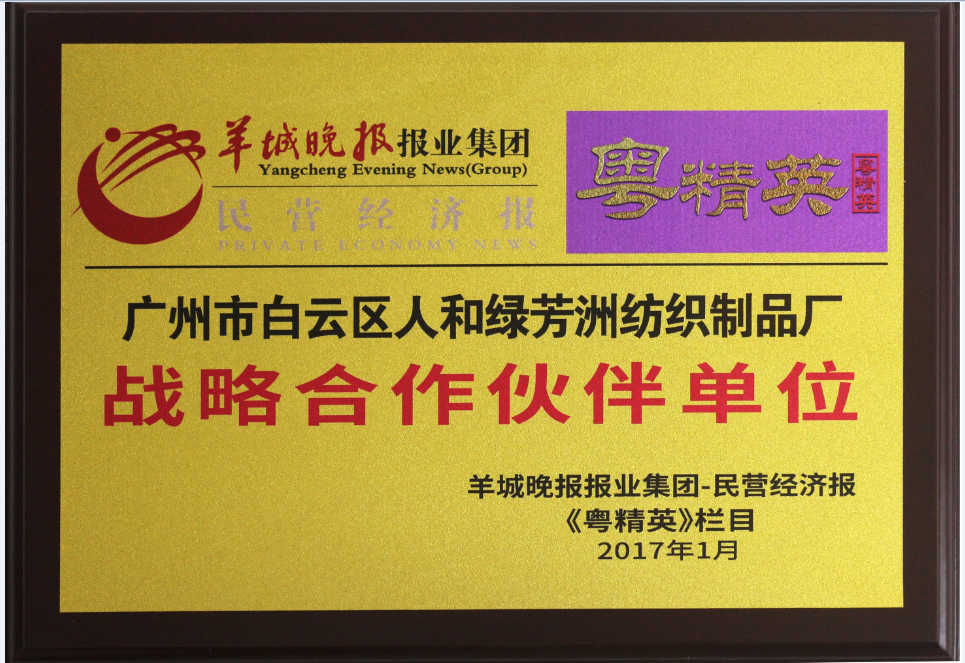 羊城晚报报业集团
Yangcheng Evening News(Group)
民营经济报
PRIVATE ECONOMY NEWS
粤精英
粤精英
广州市白云区人和绿芳洲纺织制品厂
战略合作伙伴单位
羊城晚报报业集团-民营经济报
《粤精英》栏目
2017年1月